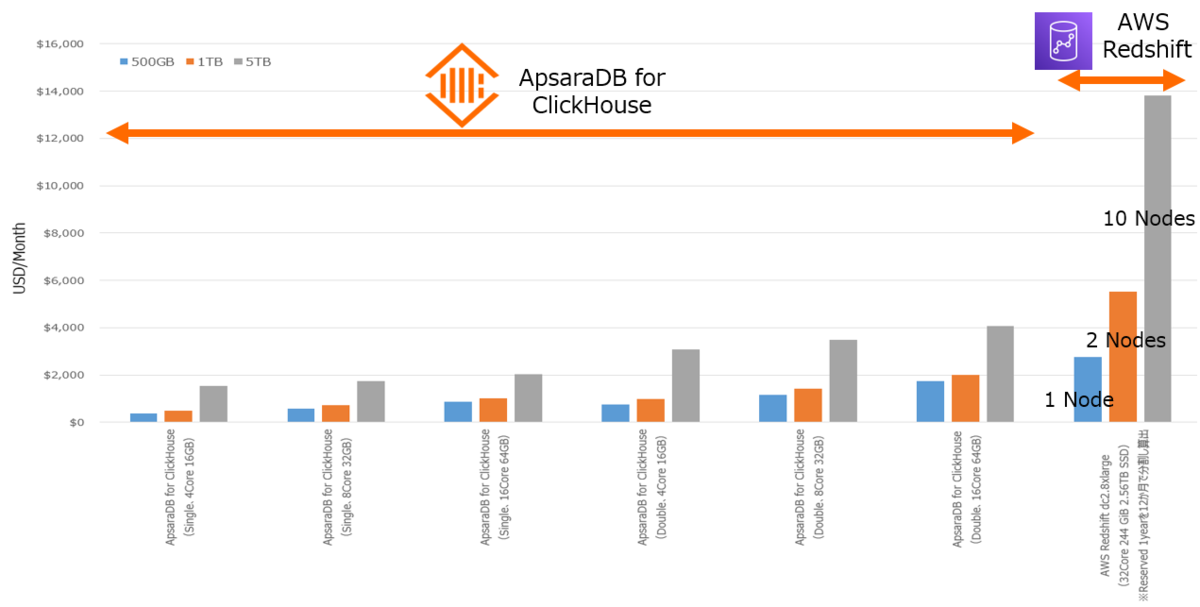 AWS
Redshift
$16,000
500GB
1TB
5TB
ApsaraDB for
ClickHouse
$14,000
$12,000
$10,000
10 Nodes
$8,000
USD/Month
$6,000
$4,000
2 Nodes
$2,000
1 Node
$0
ApsaraDB for ClickHouse
(Single. 4Core 16GB)
ApsaraDB for ClickHouse
(Single. 8Core 32GB)
ApsaraDB for ClickHouse
(Single. 16Core 64GB)
ApsaraDB for ClickHouse
(Double. 4Core 16GB)
ApsaraDB for ClickHouse
(Double. 8Core 32GB)
ApsaraDB for ClickHouse
(Double. 16Core 64GB)
AWS Redshift dc2.8xlarge
(32Core 244 GiB 2.56TB SSD)
※Reserved 1yearを12か月で分割し算出